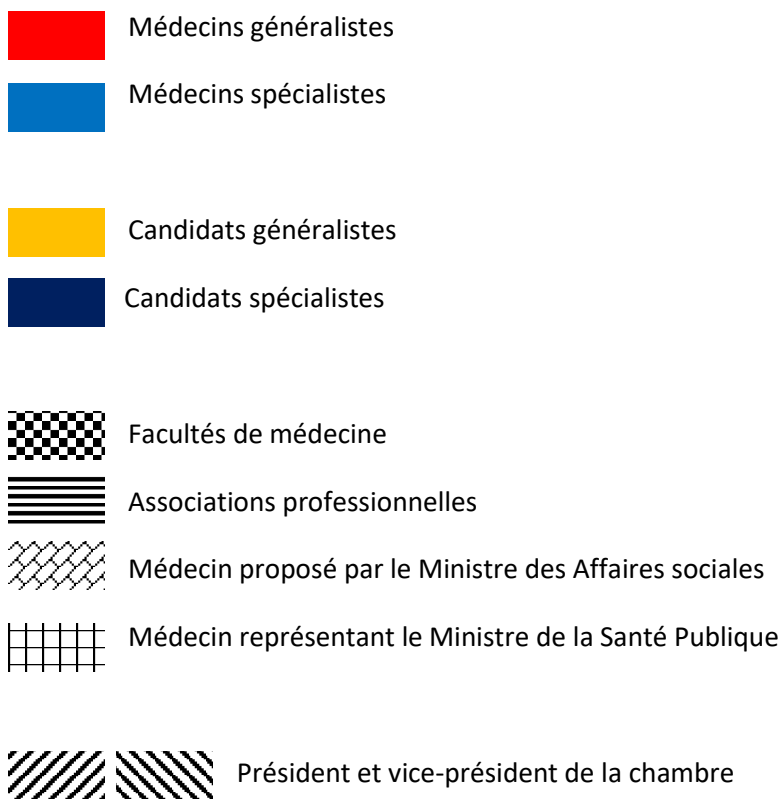 Médecins généralistes
Médecins spécialistes
Candidats généralistes
Candidats spécialistes
Facultés de médecine
Associations professionnelles
Médecin proposé par le Ministre des Affaires sociales
Médecin représentant le Ministre de la Santé Publique
Président et vice-président de la chambre